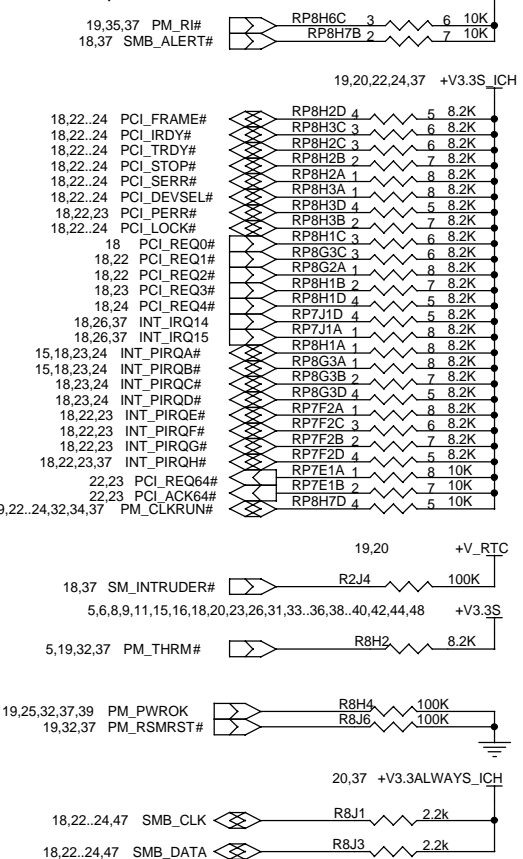 19,35,37 PM_RI# RP8H6C 3 6 10K
18,37 SMB_ALERT# RP8H7B 2 7 10K
19,20,22,24,37 +V3.3S_ICH
18,22..24 PCI_FRAME# RP8H2D 4 5 8.2K
18,22..24 PCI_IRDY# RP8H3C 3 6 8.2K
18,22..24 PCI_TRDY# RP8H2C 3 6 8.2K
18,22..24 PCI_STOP# RP8H2B 2 7 8.2K
18,22..24 PCI_SERR# RP8H2A 1 8 8.2K
18,22..24 PCI_DEVSEL# RP8H3A 1 8 8.2K
18,22,23 PCI_PERR# RP8H3D 4 5 8.2K
18,22..24 PCI_LOCK# RP8H3B 2 7 8.2K
18 PCI_REQ0# RP8H1C 3 6 8.2K
18,22 PCI_REQ1# RP8G3C 3 6 8.2K
18,22 PCI_REQ2# RP8G2A 1 8 8.2K
18,23 PCI_REQ3# RP8H1B 2 7 8.2K
18,24 PCI_REQ4# RP8H1D 4 5 8.2K
18,26,37 INT_IRQ14 RP7J1D 4 5 8.2K
18,26,37 INT_IRQ15 RP7J1A 1 8 8.2K
15,18,23,24 INT_PIRQA# RP8H1A 1 8 8.2K
15,18,23,24 INT_PIRQB# RP8G3A 1 8 8.2K
18,23,24 INT_PIRQC# RP8G3B 2 7 8.2K
18,23,24 INT_PIRQD# RP8G3D 4 5 8.2K
18,22,23 INT_PIRQE# RP7F2A 1 8 8.2K
18,22,23 INT_PIRQF# RP7F2C 3 6 8.2K
18,22,23 INT_PIRQG# RP7F2B 2 7 8.2K
18,22,23,37 INT_PIRQH# RP7F2D 4 5 8.2K
22,23 PCI_REQ64# RP7E1A 1 8 10K
22,23 PCI_ACK64# RP7E1B 2 7 10K
9,22..24,32,34,37 PM_CLKRUN# RP8H7D 4 5 10K
19,20 +V_RTC
18,37 SM_INTRUDER# R2J4 100K
5,6,8,9,11,15,16,18,20,23,26,31,33..36,38..40,42,44,48 +V3.3S
5,19,32,37 PM_THRM# R8H2 8.2K
19,25,32,37,39 PM_PWROK R8H4 100K
19,32,37 PM_RSMRST# R8J6 100K
20,37 +V3.3ALWAYS_ICH
18,22..24,47 SMB_CLK R8J1 2.2k
18,22..24,47 SMB_DATA R8J3 2.2k